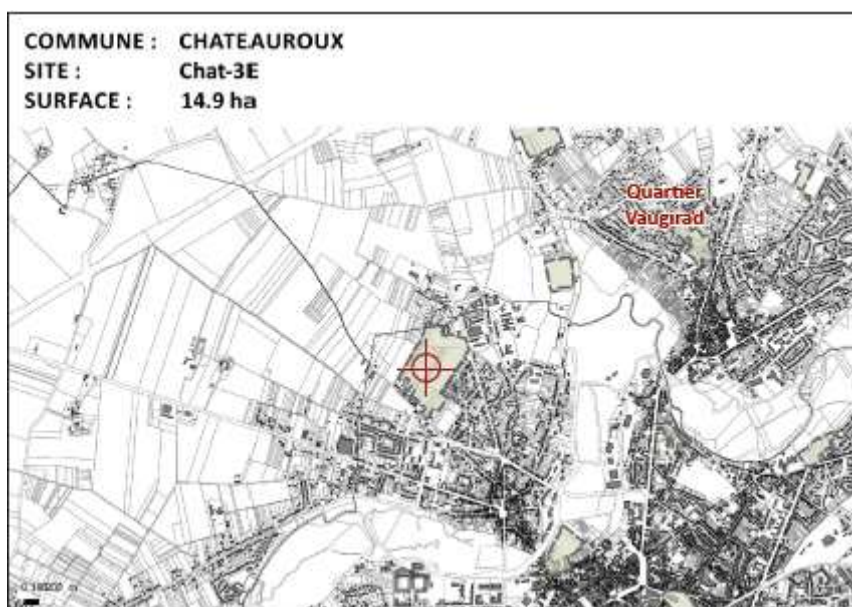 COMMUNE : CHATEAUROUX
SITE : Chat-3E
SURFACE : 14.9 ha
Quartier
Vaugirad